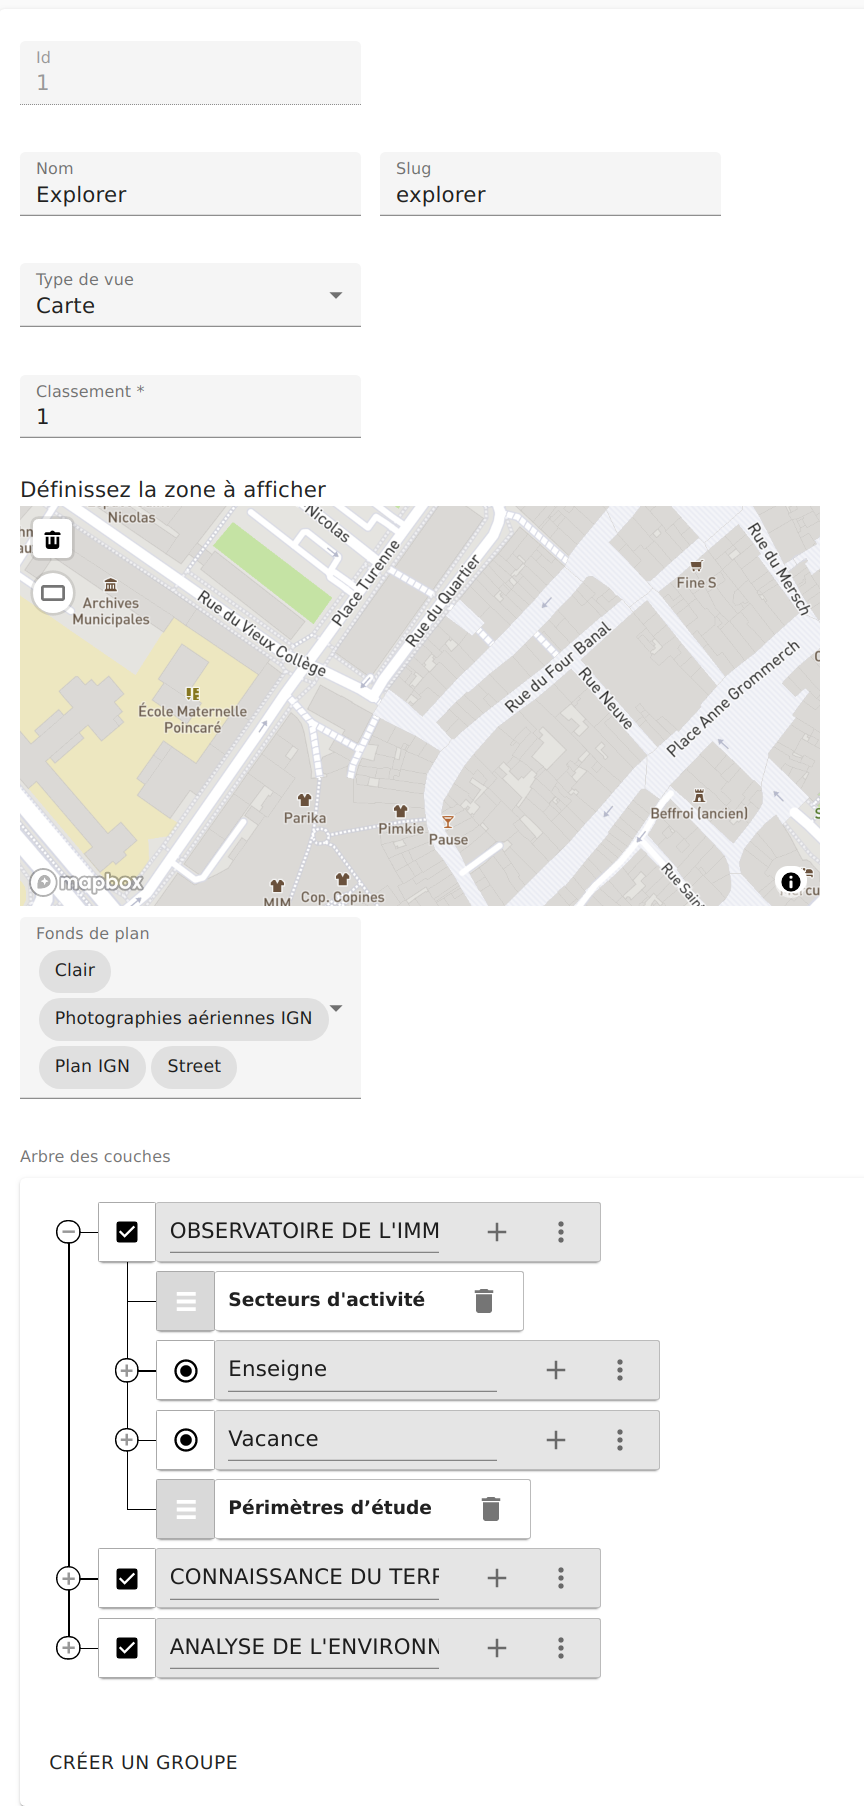 Id
1
Nom
Explorer
Slug
explorer
Type de vue
Carte
Classement *
1
Définissez la zone à afficher
Nicolas
Nicolas
Archives
Municipales
Rue du Vieux Collège
Place Turenne
Rue du Quartier
Fine S
Rue du Mersch
Rue du Four Banal
Rue Neuve
Place Anne Grommerch
École Maternelle
Poincaré
Parika
Pimkie
Pause
Beffroi (ancien)
MIM
Cop. Copines
mapbox
Fonds de plan
Clair
Photographies aériennes IGN
Plan IGN
Street
Arbre des couches
OBSERVATOIRE DE L'IMM
Secteurs d'activité
Enseigne
Vacance
Périmètres d’étude
CONNAISSANCE DU TERR
ANALYSE DE L'ENVIRONN
CRÉER UN GROUPE